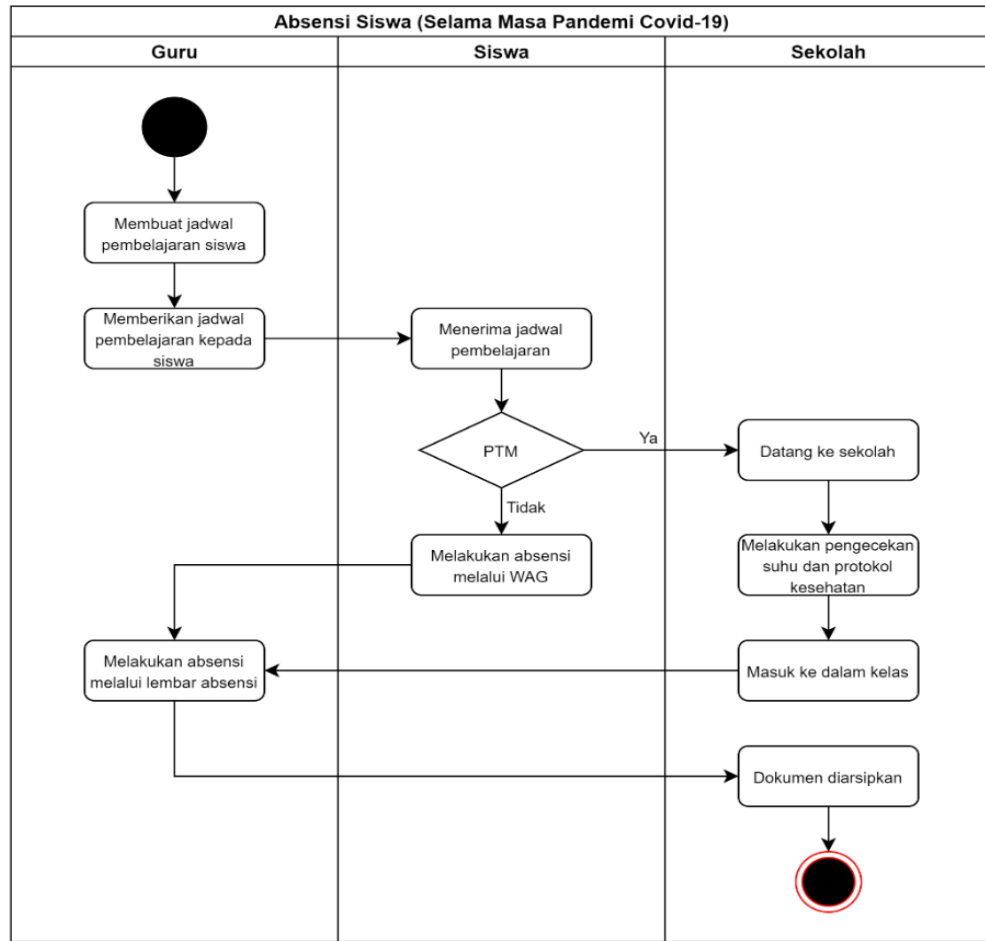 Absensi Siswa (Selama Masa Pandemi Covid-19)
Guru
Siswa
Sekolah
Membuat jadwal
pembelajaran siswa
Memberikan jadwal
pembelajaran kepada
siswa
Menerima jadwal
pembelajaran
PTM
Ya
Datang ke sekolah
Tidak
Melakukan absensi
melalui WAG
Melakukan pengecekan
suhu dan protokol
kesehatan
Melakukan absensi
melalui lembar absensi
Masuk ke dalam kelas
Dokumen diarsipkan